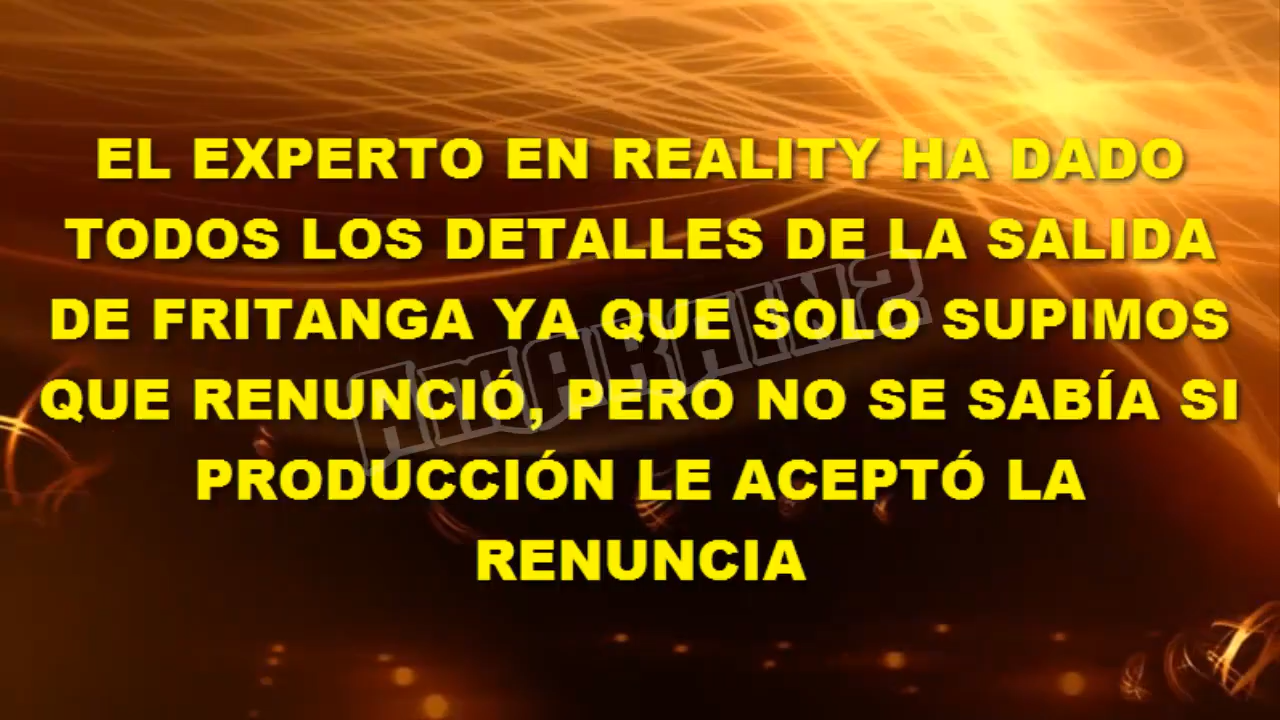 EL EXPERTO EN REALITY HA DADO
TODOS LOS DETALLES DE LA SALIDA
DE FRITANGA YA QUE SOLO SUPIMOS
QUE RENUNCIÓ, PERO NO SE SABÍA SI
PRODUCCIÓN LE ACEPTÓ LA
RENUNCIA
AMARAINZ